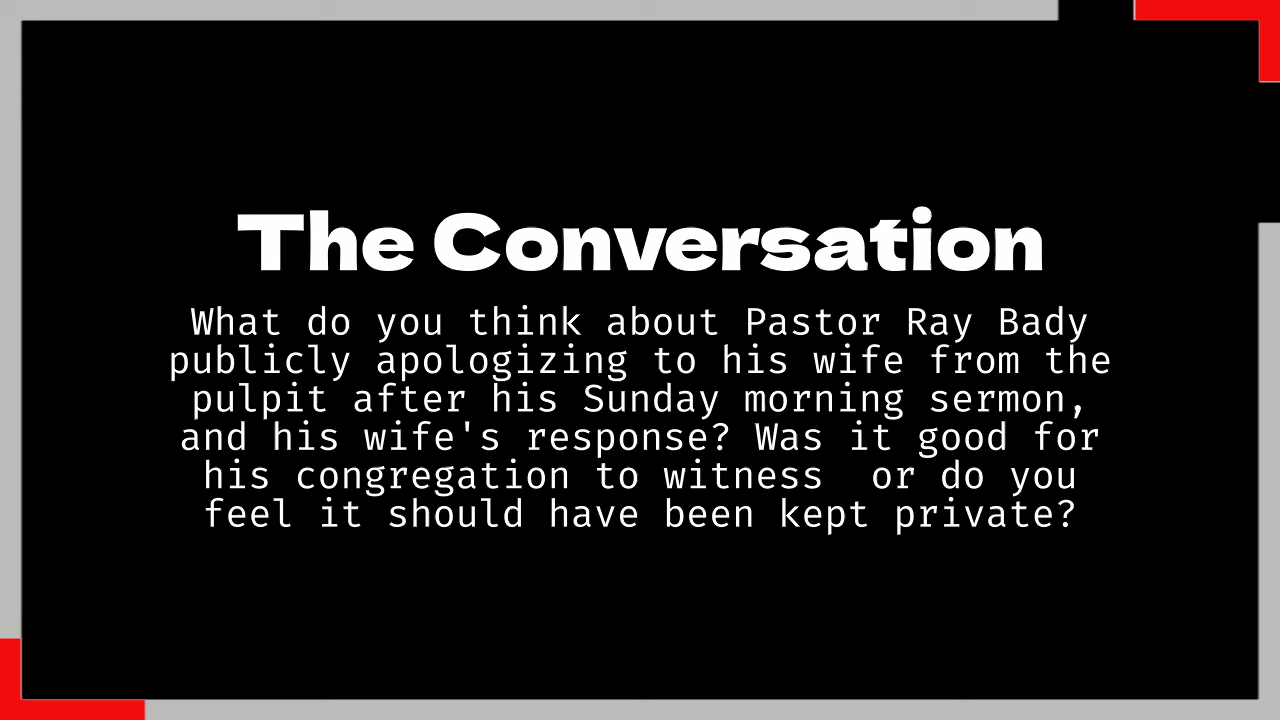 The Conversation
What do you think about Pastor Ray Bady
publicly apologizing to his wife from the
pulpit after his Sunday morning sermon,
and his wife's response? Was it good for
his congregation to witness  or do you
feel it should have been kept private?